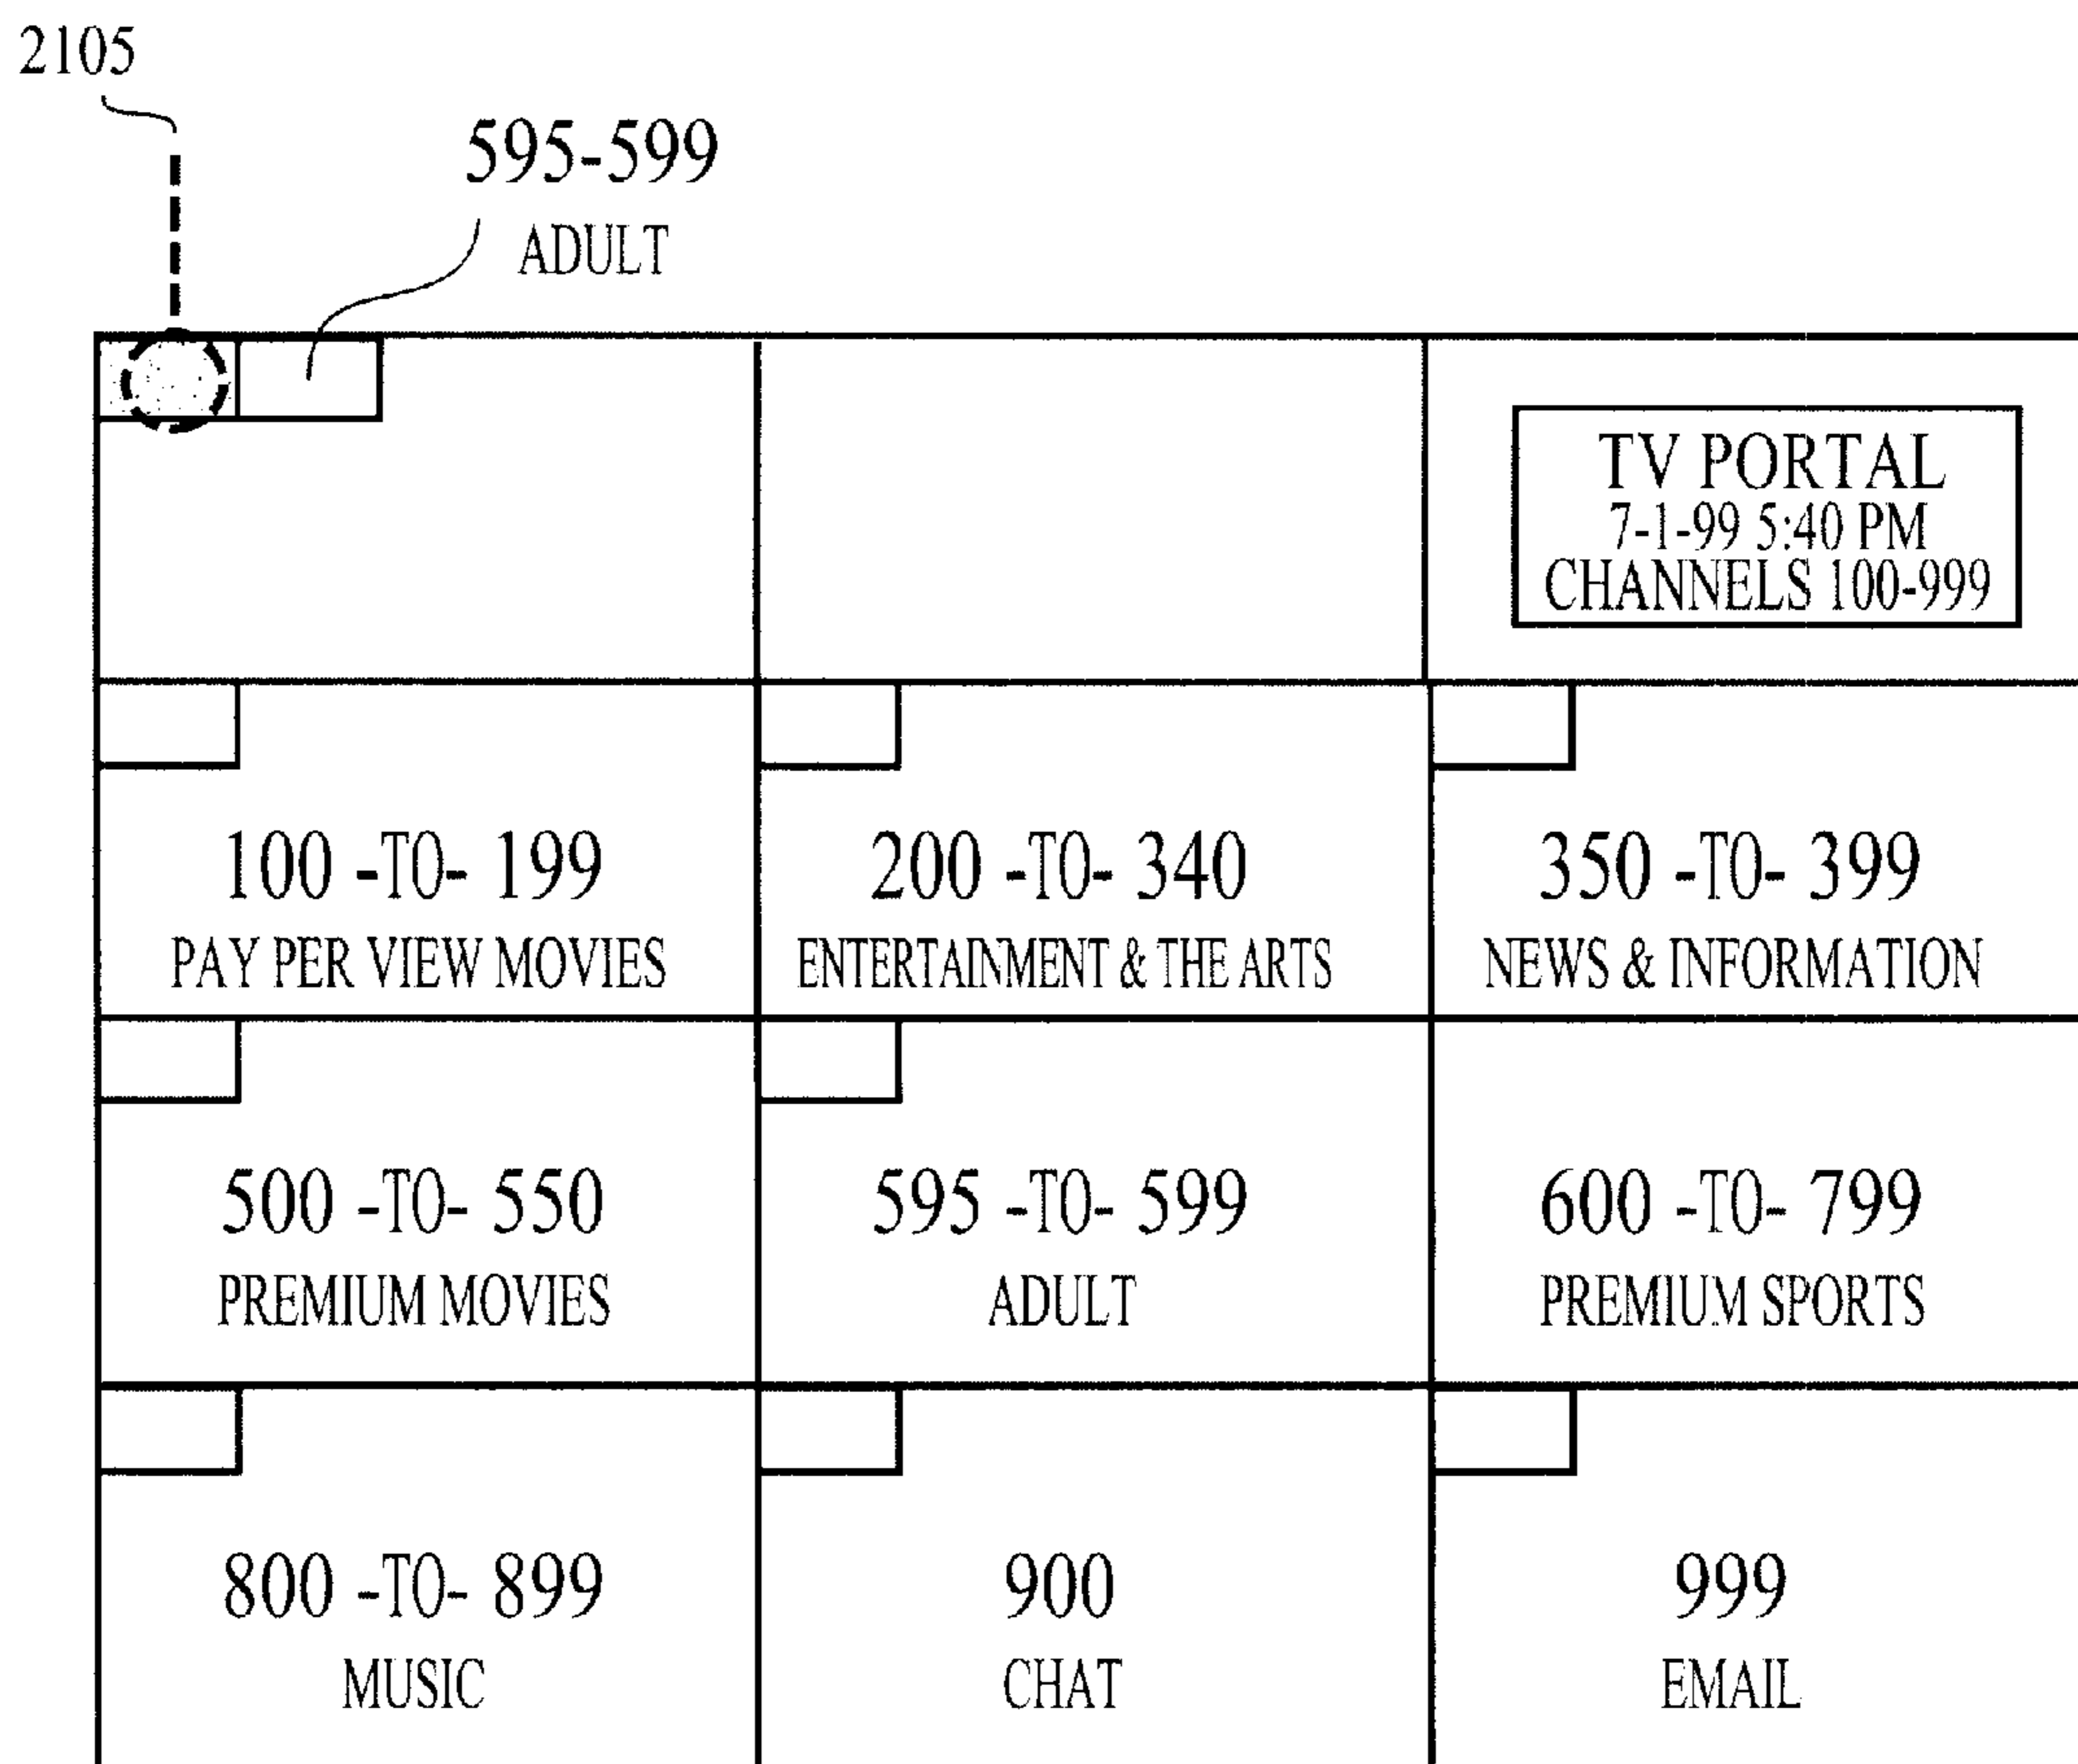 2105
595-599
ADULT
TV PORTAL
7-1-99 5:40 PM
CHANNELS 100-999
100 -TO- 199
PAY PER VIEW MOVIES
200 -TO- 340
ENTERTAINMENT & THE ARTS
350 -TO- 399
NEWS & INFORMATION
500 -TO- 550
PREMIUM MOVIES
595 -TO- 599
ADULT
600 -TO- 799
PREMIUM SPORTS
800 -TO- 899
MUSIC
900
CHAT
999
EMAIL